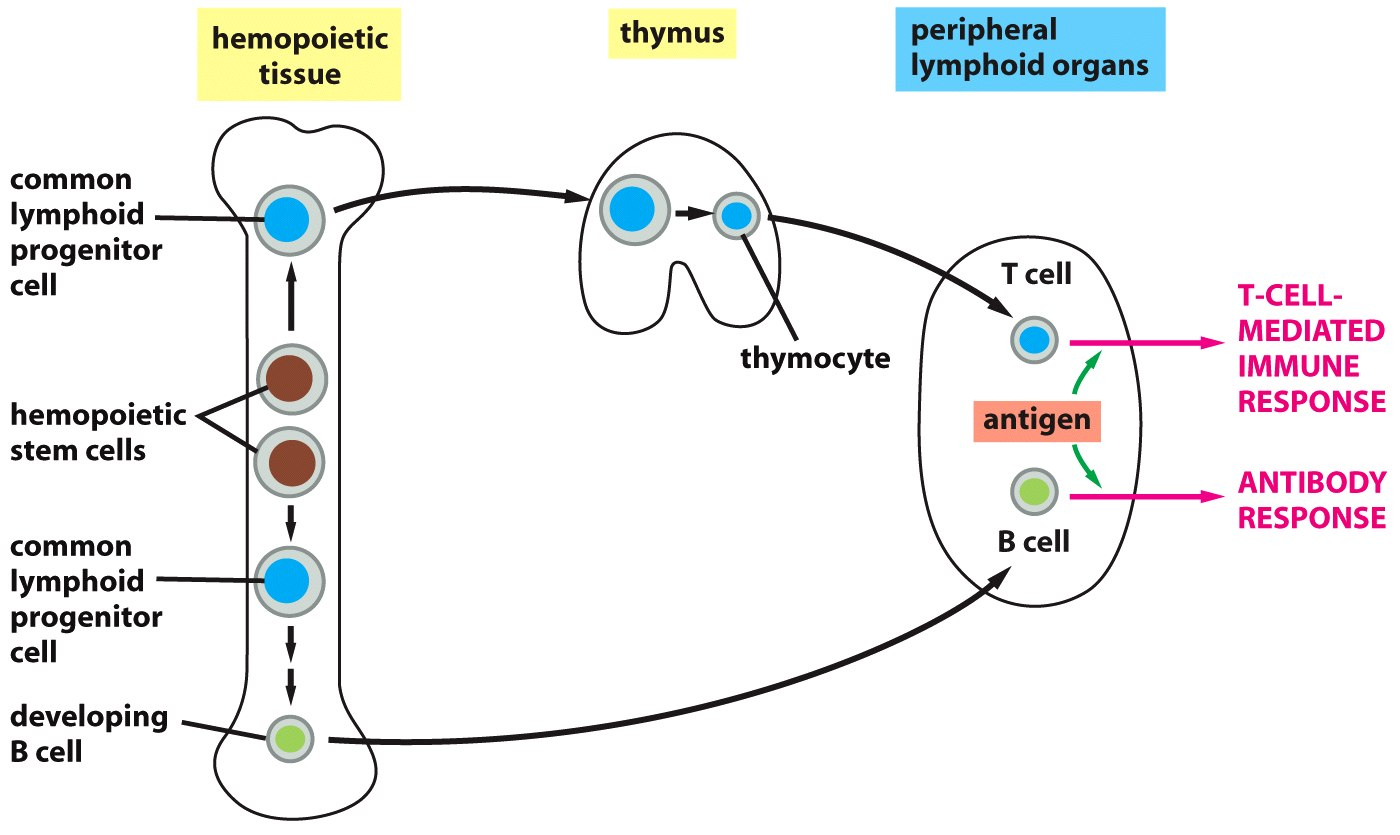 hemopoietic
tissue
thymus
peripheral
lymphoid organs
common
lymphoid
progenitor
cell
hemopoietic
stem cells
common
lymphoid
progenitor
cell
developing
B cell
thymocyte
T cell
antigen
B cell
T-CELL-
MEDIATED
IMMUNE
RESPONSE
ANTIBODY
RESPONSE